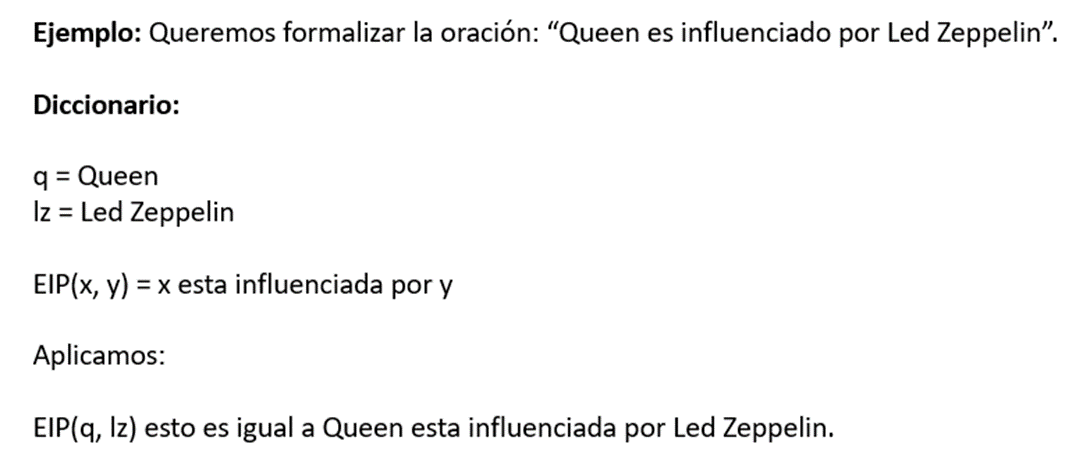 Ejemplo: Queremos formalizar la oración: “Queen es influenciado por Led Zeppelin”.
Diccionario:
q = Queen
lz = Led Zeppelin
EIP(x, y) = x esta influenciada por y
Aplicamos:
EIP(q, lz) esto es igual a Queen esta influenciada por Led Zeppelin.